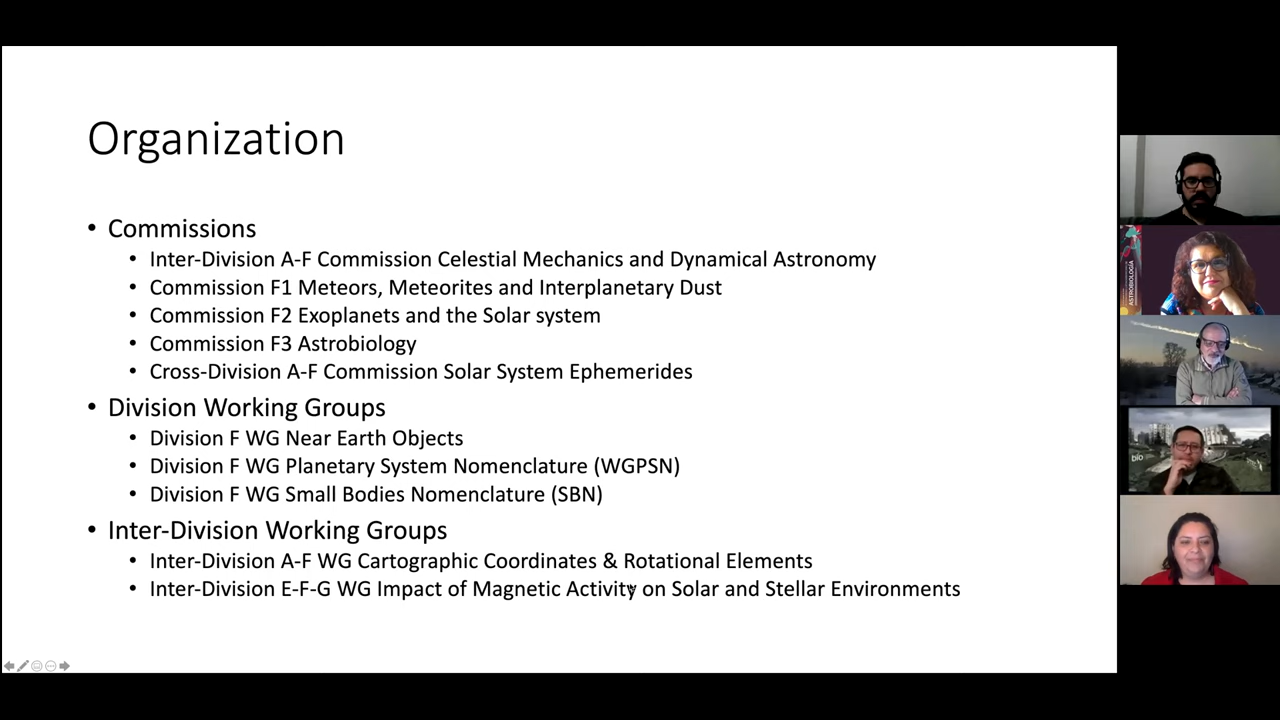 Organization
• Commissions
• Inter-Division A-F Commission Celestial Mechanics and Dynamical Astronomy
• Commission F1 Meteors, Meteorites and Interplanetary Dust
• Commission F2 Exoplanets and the Solar system
• Commission F3 Astrobiology
• Cross-Division A-F Commission Solar System Ephemerides
• Division Working Groups
• Division F WG Near Earth Objects
• Division F WG Planetary System Nomenclature (WGPSN)
• Division F WG Small Bodies Nomenclature (SBN)
• Inter-Division Working Groups
• Inter-Division A-F WG Cartographic Coordinates & Rotational Elements
• Inter-Division E-F-G WG Impact of Magnetic Activity on Solar and Stellar Environments
ASTROBIOLOGÍA